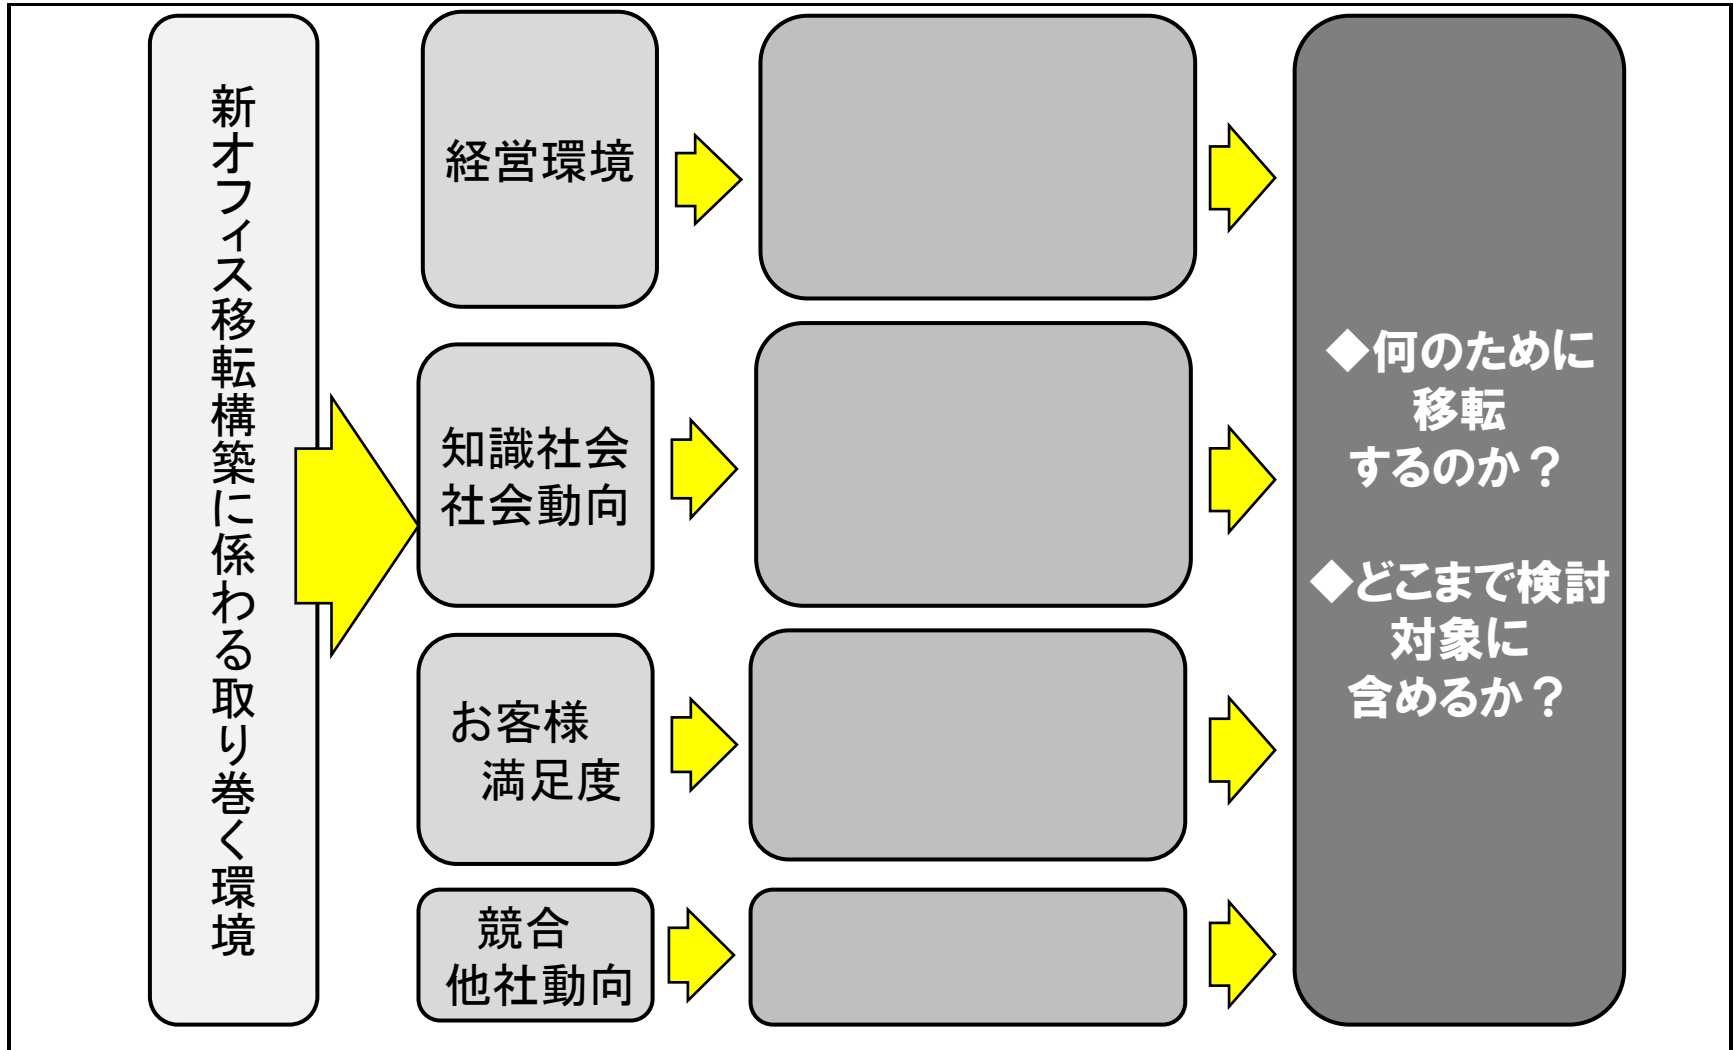 新オフィス移転構築に係わる取り巻く環境
経営環境
知識社会
社会動向
お客様
満足度
競合
他社動向
◆何のために
移転
するのか？
◆どこまで検討
対象に
含めるか？